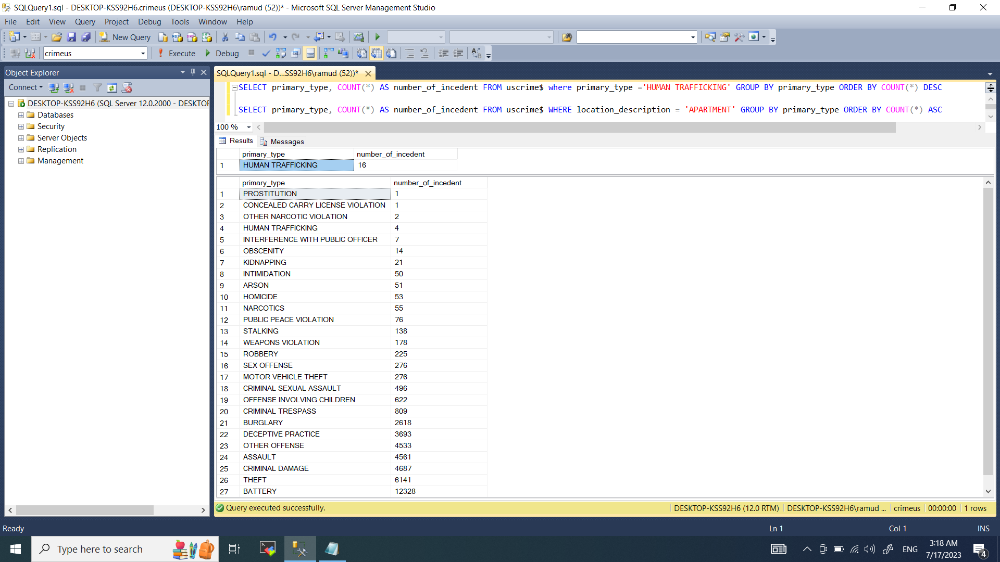 SQLQuery1.sql - DESKTOP-KSS92H6.crimeus (DESKTOP-KSS92H6\ramud (52))* - Microsoft SQL Server Management Studio
File Edit View Query Project Debug Tools Window Help
New Query
crimeus Execute Debug
Object Explorer
Connect
DESKTOP-KSS92H6 (SQL Server 12.0.2000 - DESKTOP
Databases
Security
Server Objects
Replication
Management
SQLQuery1.sql - D...SS92H6\ramud (52))*
SELECT primary_type, COUNT(*) AS number_of_incedent FROM uscrime$ where primary_type ='HUMAN TRAFFICKING' GROUP BY primary_type ORDER BY COUNT(*) DESC
SELECT primary_type, COUNT(*) AS number_of_incedent FROM uscrime$ WHERE location_description = 'APARTMENT' GROUP BY primary_type ORDER BY COUNT(*) ASC
100 %
Results Messages
primary_type number_of_incedent
1 HUMAN TRAFFICKING 16
primary_type number_of_incedent
1 PROSTITUTION 1
2 CONCEALED CARRY LICENSE VIOLATION 1
3 OTHER NARCOTIC VIOLATION 2
4 HUMAN TRAFFICKING 4
5 INTERFERENCE WITH PUBLIC OFFICER 7
6 OBSCENITY 14
7 KIDNAPPING 21
8 INTIMIDATION 50
9 ARSON 51
10 HOMICIDE 53
11 NARCOTICS 55
12 PUBLIC PEACE VIOLATION 76
13 STALKING 138
14 WEAPONS VIOLATION 178
15 ROBBERY 225
16 SEX OFFENSE 276
17 MOTOR VEHICLE THEFT 276
18 CRIMINAL SEXUAL ASSAULT 496
19 OFFENSE INVOLVING CHILDREN 622
20 CRIMINAL TRESPASS 809
21 BURGLARY 2618
22 DECEPTIVE PRACTICE 3693
23 OTHER OFFENSE 4533
24 ASSAULT 4561
25 CRIMINAL DAMAGE 4687
26 THEFT 6141
27 BATTERY 12328
Query executed successfully. DESKTOP-KSS92H6 (12.0 RTM) DESKTOP-KSS92H6\ramud ... crimeus 00:00:00 1 rows
Ready Ln 1 Col 1 INS
Type here to search
ENG
3:18 AM
7/17/2023
4